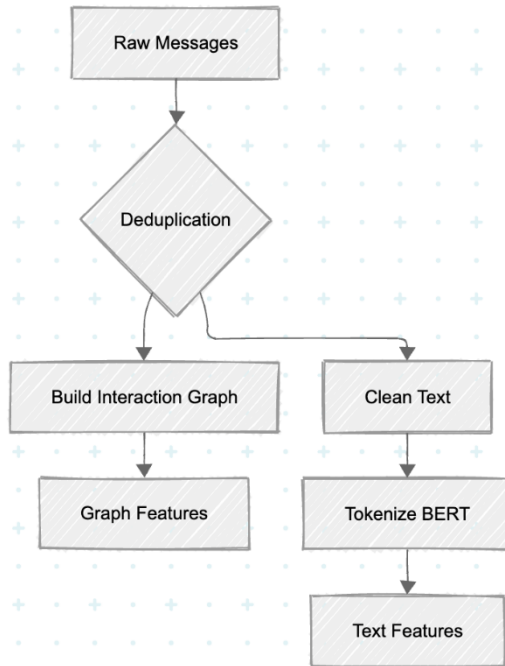 Raw Messages
Deduplication
Build Interaction Graph
Clean Text
Graph Features
Tokenize BERT
Text Features